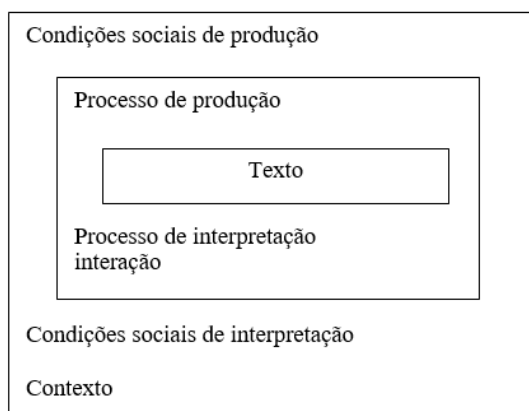 Condições sociais de produção
Processo de produção
Texto
Processo de interpretação
interação
Condições sociais de interpretação
Contexto